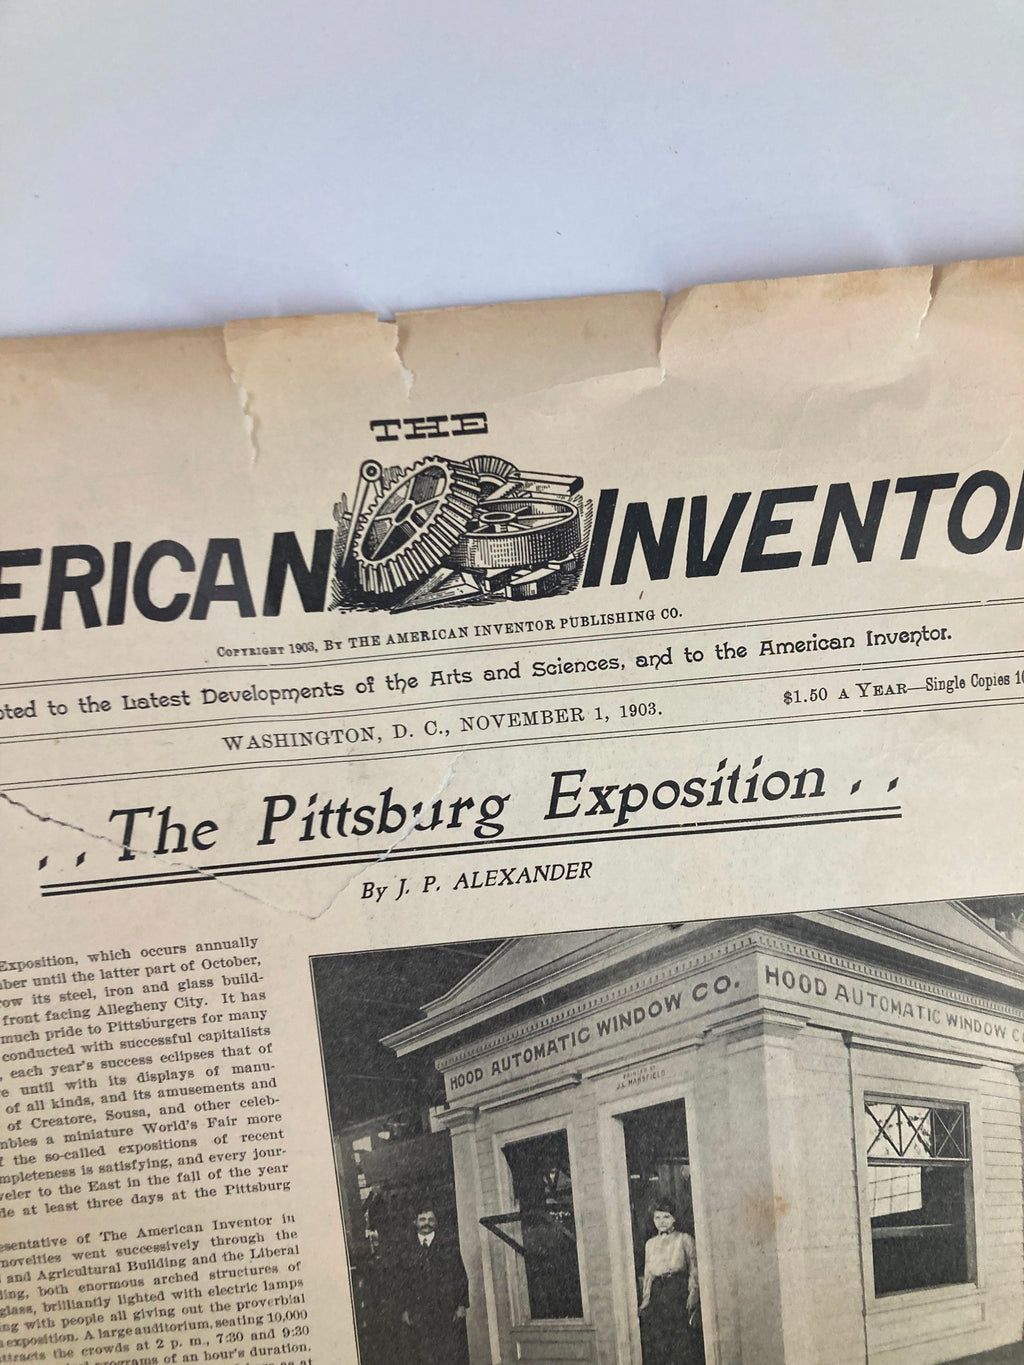 THE
ERICAN INVENTO
COPYRIGHT 1903, BY THE AMERICAN INVENTOR PUBLISHING CO.
oted to the Latest Developments of the Arts and Sciences, and to the American Inventor.
WASHINGTON, D. C., NOVEMBER 1, 1903.
$1.50 A YEAR—Single Copies 10
. . The Pittsburg Exposition . .
By J. P. ALEXANDER
Exposition, which occurs annually
ber until the latter part of October,
row its steel, iron and glass build-
front facing Allegheny City. It has
much pride to Pittsburgers for many
conducted with successful capitalists
, each year's success eclipses that of
e until with its displays of manu-
of all kinds, and its amusements and
of Creatore, Sousa, and other celeb-
mbles a miniature World's Fair more
f the so-called expositions of recent
mpleteness is satisfying, and every jour-
veler to the East in the fall of the year
de at least three days at the Pittsburg
esentative of The American Inventor in
novelties went successively through the
and Agricultural Building and the Liberal
ding, both enormous arched structures of
glass, brilliantly lighted with electric lamps
ing with people all giving out the proverbial
exposition. A large auditorium, seating 10,000
ttracts the crowds at 2 p. m., 7:30 and 9:30
programs of an hour's duration,
HOOD AUTOMATIC WINDOW CO.
HOOD AUTOMATIC WINDOW C
PAINTED BY
J.C. MANSFIELD